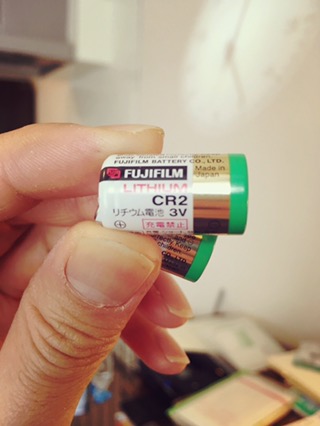 FUJIFILM BATTERY CO., LTD.
FUJIFILM
Made in
Japan
LITHIUM
CR2
リチウム電池 3V
充電禁止